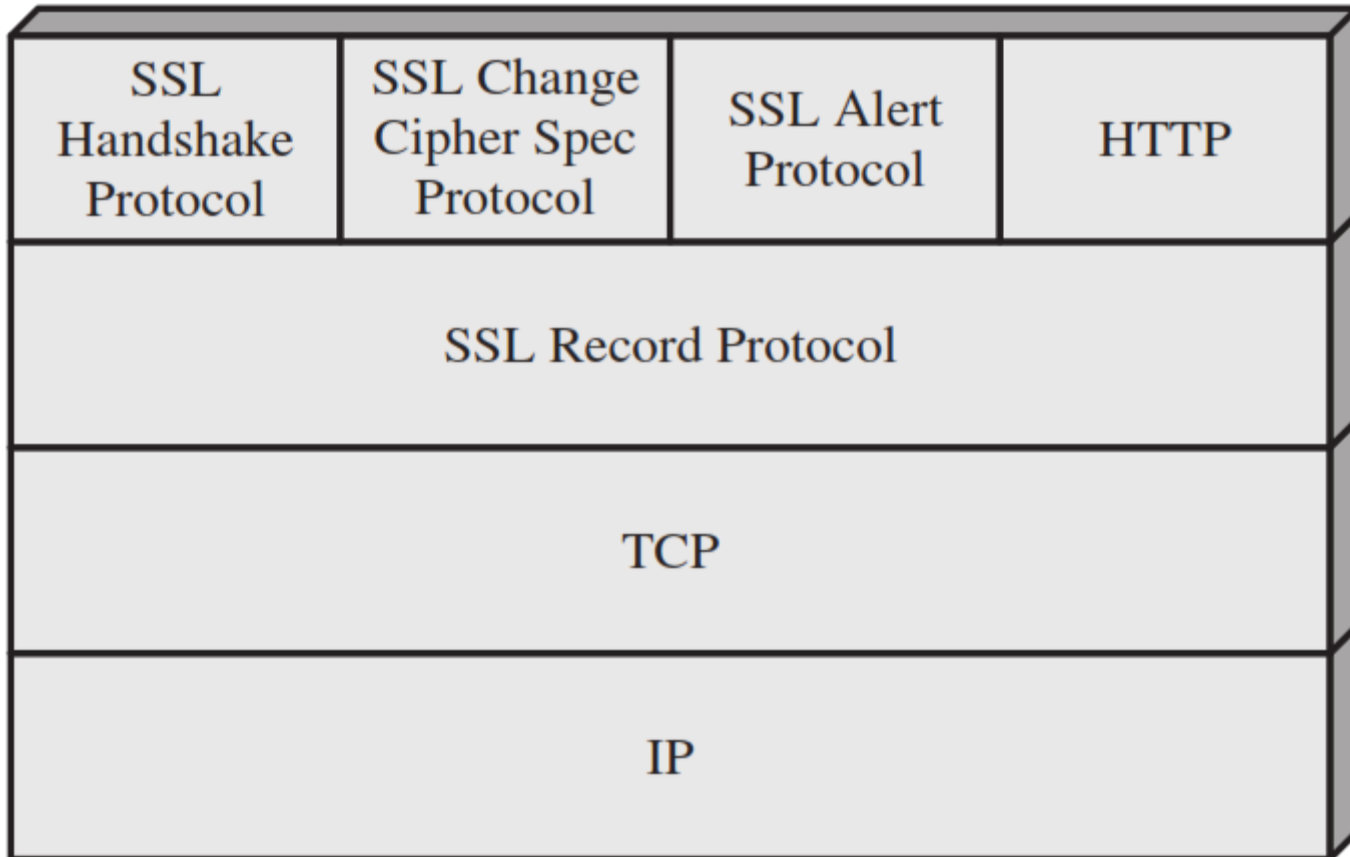 SSL
Handshake
Protocol
SSL Change
Cipher Spec
Protocol
SSL Alert
Protocol
HTTP
SSL Record Protocol
TCP
IP